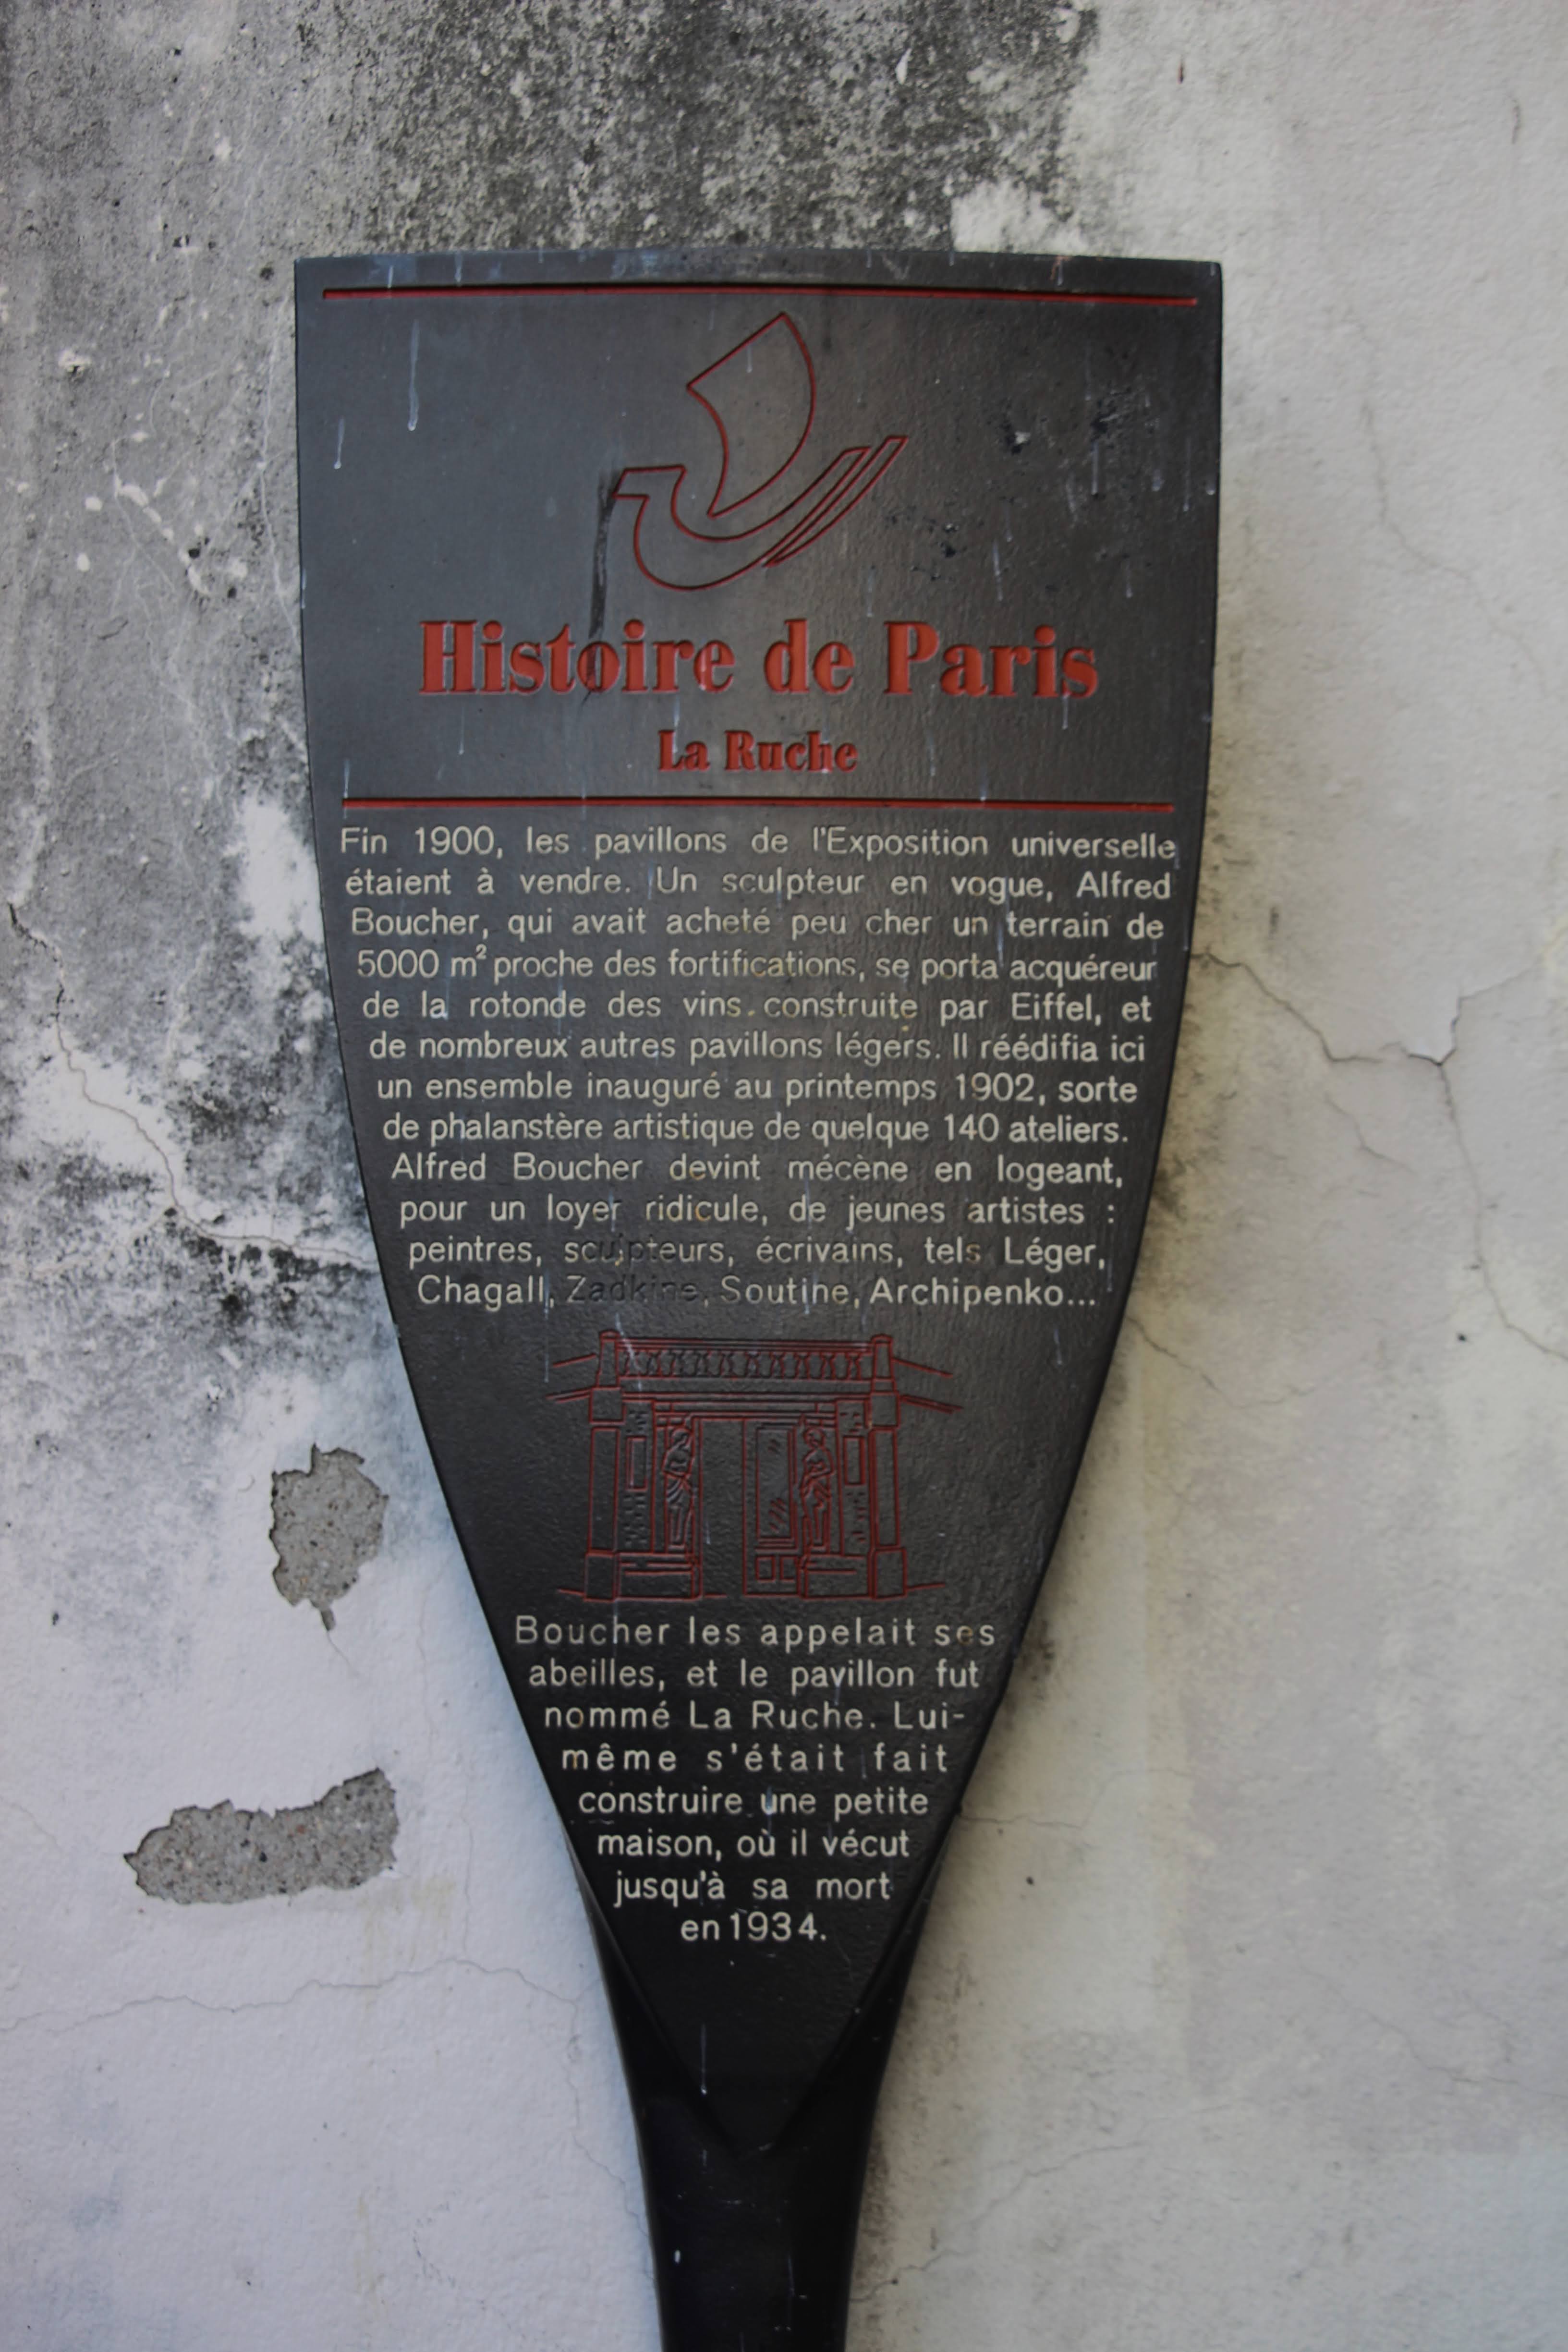 Histoire de Paris
La Ruche
Fin 1900, les pavillons de l'Exposition universelle
étaient à vendre. Un sculpteur en vogue, Alfred
Boucher, qui avait acheté peu cher un terrain de
5000 m² proche des fortifications, se porta acquéreur
de la rotonde des vins construite par Eiffel, et
de nombreux autres pavillons légers. Il réédifia ici
un ensemble inauguré au printemps 1902, sorte
de phalanstère artistique de quelque 140 ateliers.
Alfred Boucher devint mécène en logeant,
pour un loyer ridicule, de jeunes artistes :
peintres, sculpteurs, écrivains, tels Léger,
Chagall, Zadkine, Soutine, Archipenko...
Boucher les appelait ses
abeilles, et le pavillon fut
nommé La Ruche. Lui-
même s'était fait
construire une petite
maison, où il vécut
jusqu'à sa mort
en 1934.